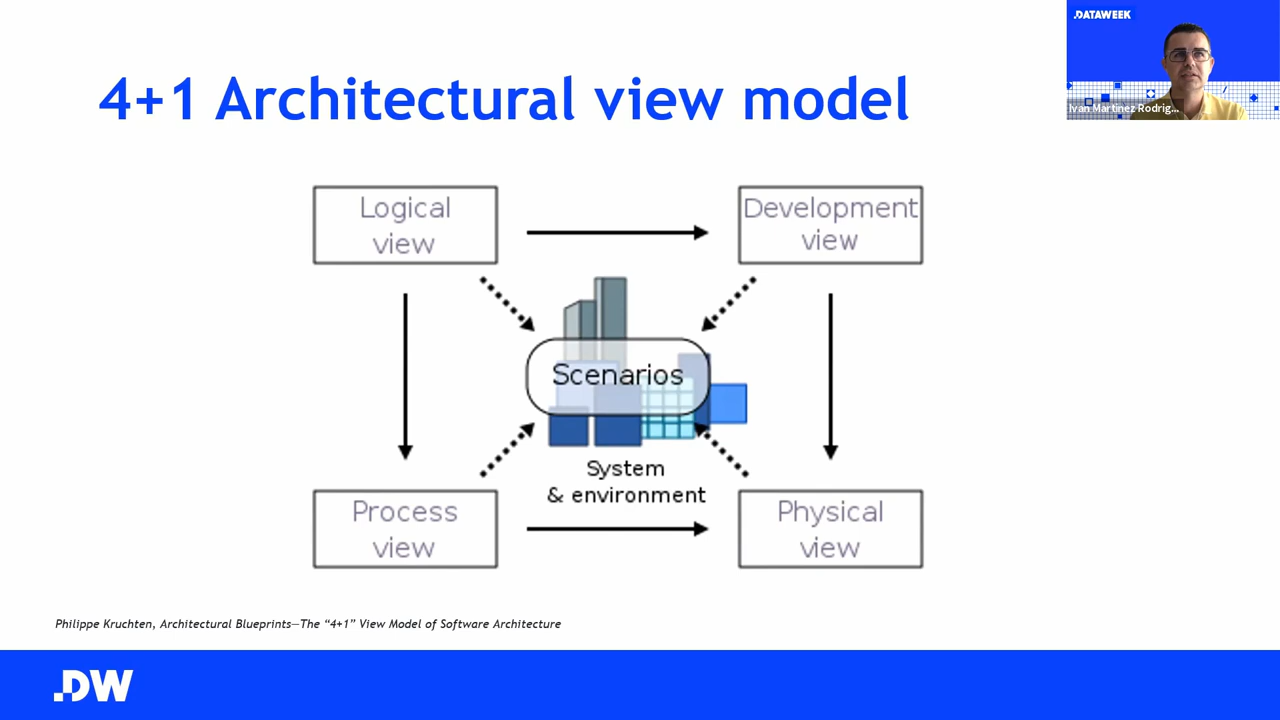 .DATAWEEK
4+1 Architectural view model
Ivan Martinez Rodrig...
Logical
view
Development
view
Scenarios
System
& environment
Process
view
Physical
view
Philippe Kruchten, Architectural Blueprints—The “4+1” View Model of Software Architecture
.DW